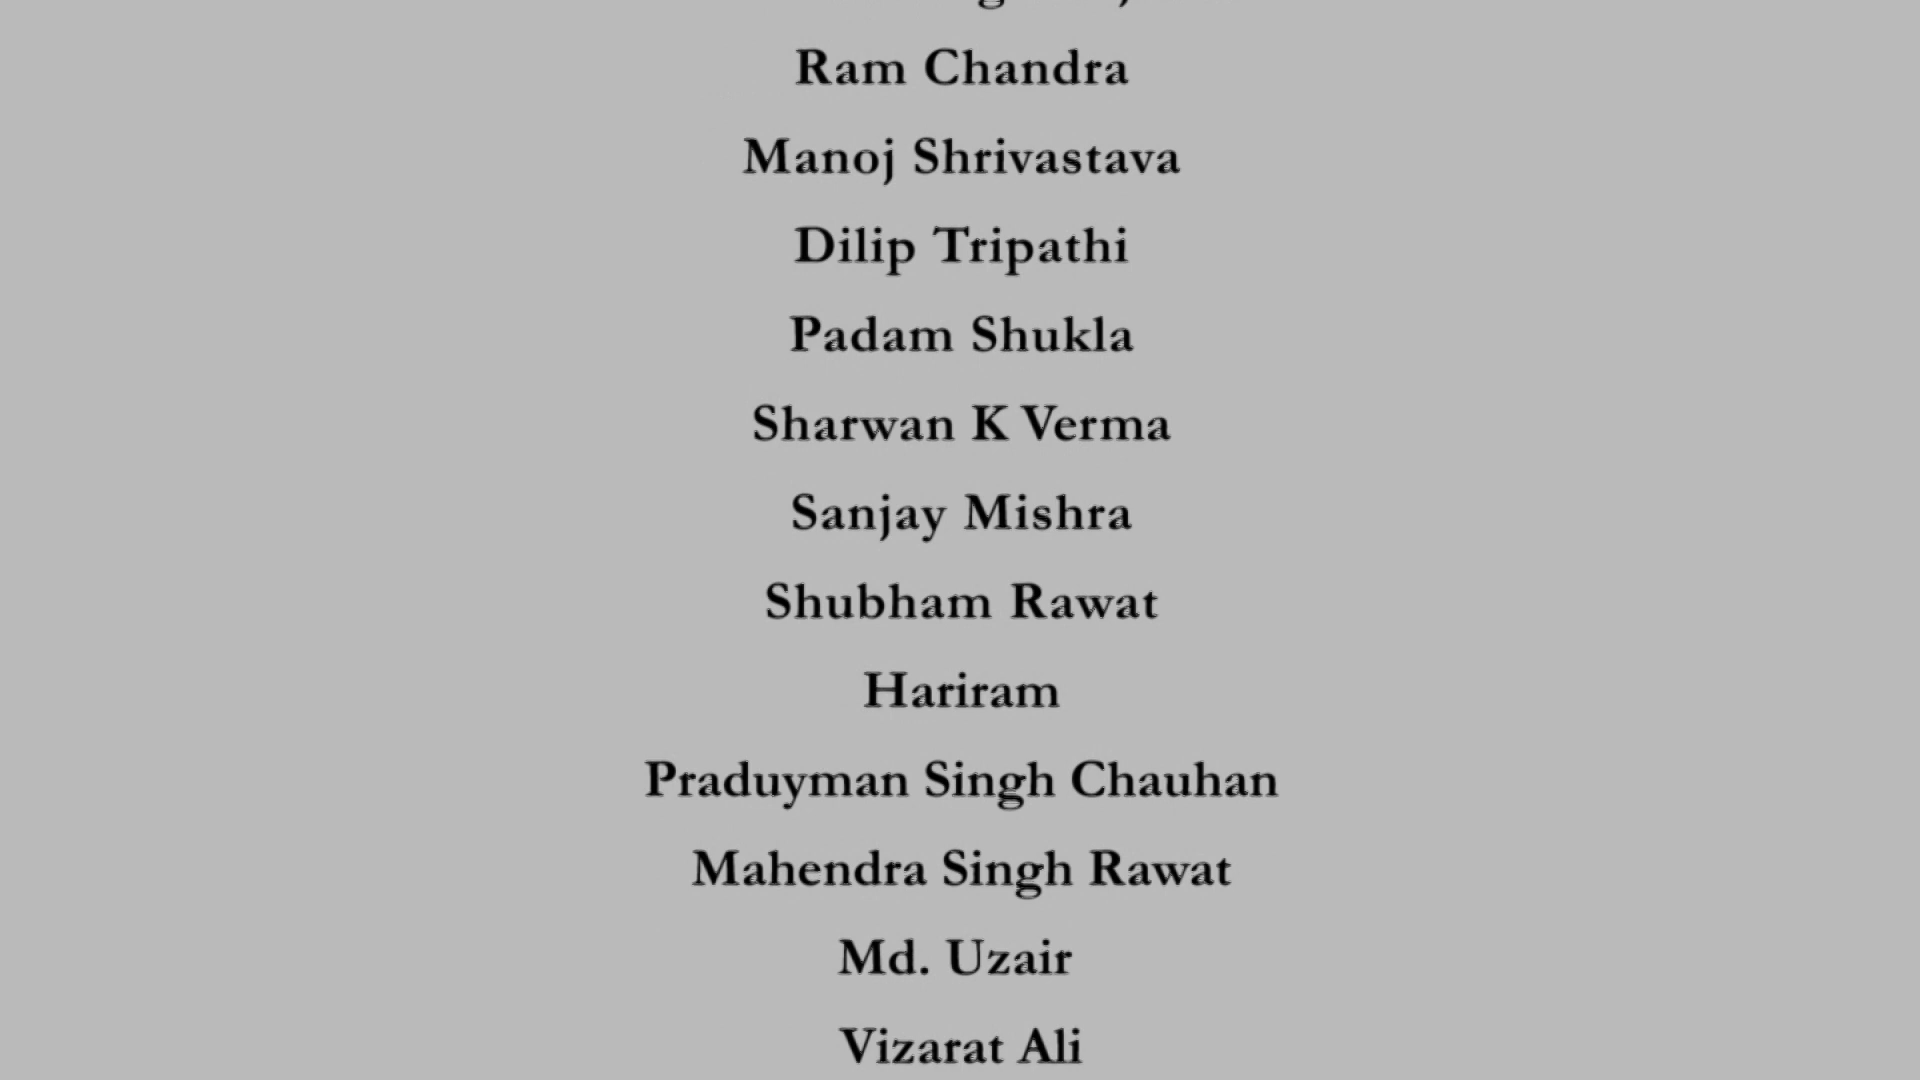 Ram Chandra
Manoj Shrivastava
Dilip Tripathi
Padam Shukla
Sharwan K Verma
Sanjay Mishra
Shubham Rawat
Hariram
Praduyman Singh Chauhan
Mahendra Singh Rawat
Md. Uzair
Vizarat Ali